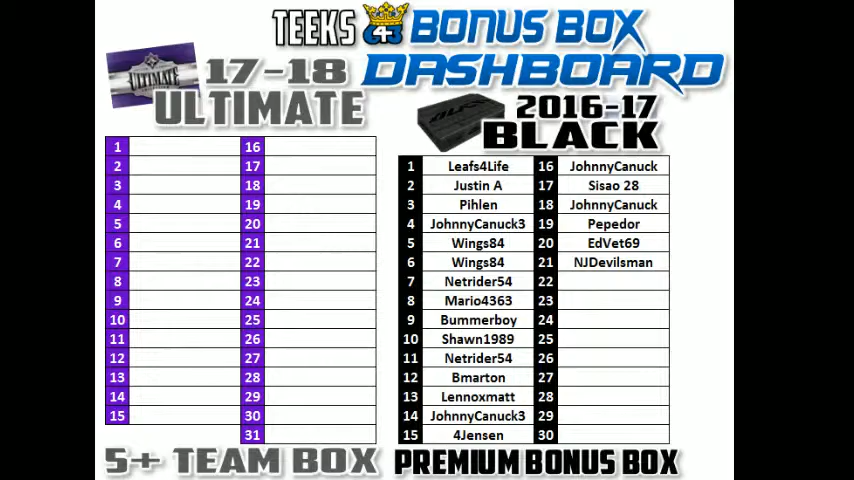 TEEKS 43 BONUS BOX
DASHBOARD
ULTIMATE
17-18
ULTIMATE
2016-17
BLACK
1 16
2 17
3 18
4 19
5 20
6 21
7 22
8 23
9 24
10 25
11 26
12 27
13 28
14 29
15 30
31
5+ TEAM BOX
1 Leafs4Life 16 JohnnyCanuck
2 Justin A 17 Sisao 28
3 Pihlen 18 JohnnyCanuck
4 JohnnyCanuck3 19 Pepedor
5 Wings84 20 EdVet69
6 Wings84 21 NJDevilsman
7 Netrider54 22
8 Mario4363 23
9 Bummerboy 24
10 Shawn1989 25
11 Netrider54 26
12 Bmarton 27
13 Lennoxmatt 28
14 JohnnyCanuck3 29
15 4Jensen 30
PREMIUM BONUS BOX